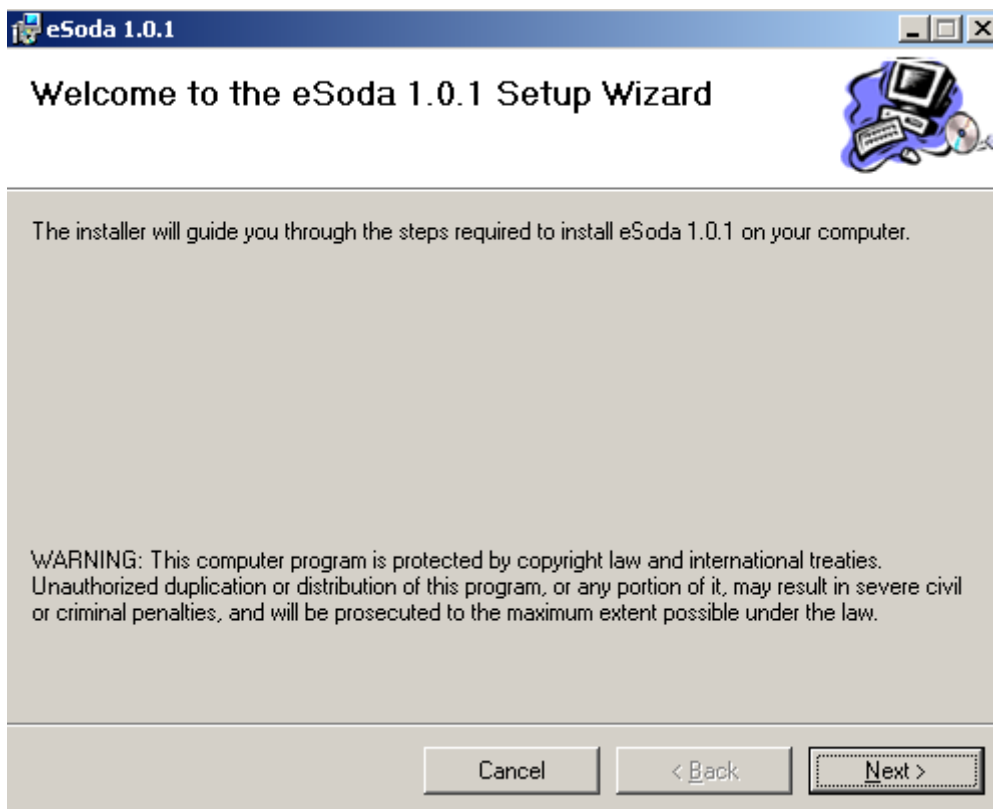 eSoda 1.0.1
Welcome to the eSoda 1.0.1 Setup Wizard
The installer will guide you through the steps required to install eSoda 1.0.1 on your computer.
WARNING: This computer program is protected by copyright law and international treaties.
Unauthorized duplication or distribution of this program, or any portion of it, may result in severe civil
or criminal penalties, and will be prosecuted to the maximum extent possible under the law.
Cancel
< Back
Next >